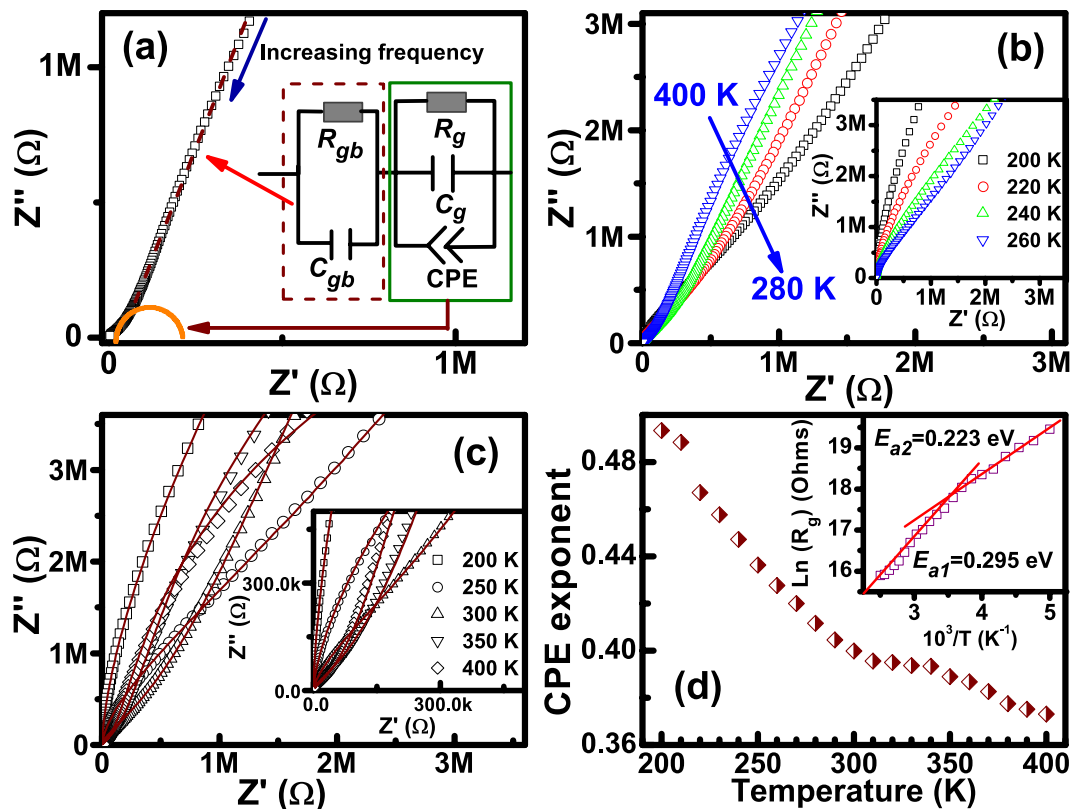 (a)
Increasing frequency
R_gb
C_gb
R_g
C_g
CPE
Z'' (Ω)
1M
0
0
1M
Z' (Ω)
(b)
400 K
280 K
Z'' (Ω)
3M
2M
1M
0
0
1M
2M
3M
Z' (Ω)
Z'' (Ω)
3M
2M
1M
0
0
1M
2M
3M
Z' (Ω)
200 K
220 K
240 K
260 K
(c)
Z'' (Ω)
3M
2M
1M
0
0
1M
2M
3M
Z' (Ω)
Z'' (Ω)
300.0k
0.0
0.0
300.0k
Z' (Ω)
200 K
250 K
300 K
350 K
400 K
(d)
CPE exponent
0.48
0.44
0.40
0.36
200
250
300
350
400
Temperature (K)
Ln (R_g) (Ohms)
19
18
17
16
3
4
5
10³/T (K⁻¹)
E_a2=0.223 eV
E_a1=0.295 eV